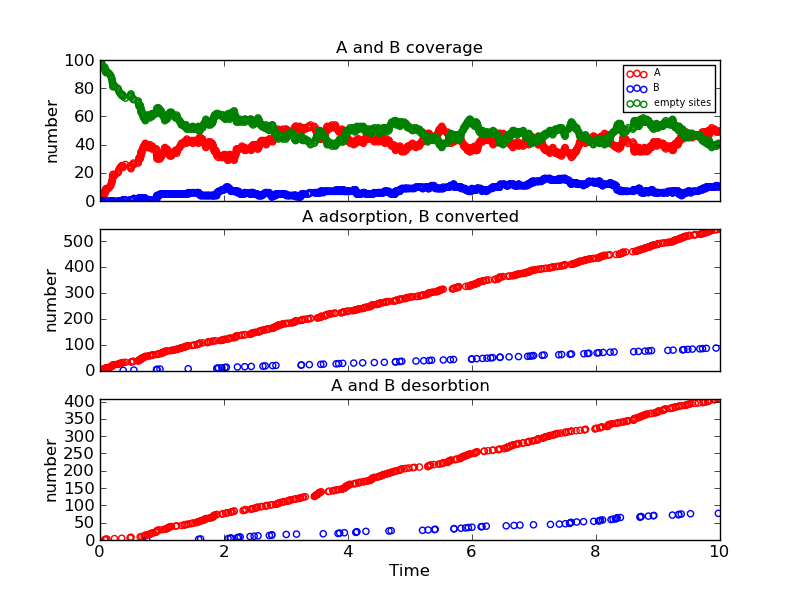 A and B coverage
100
80
60
40
20
0
number
A
B
empty sites
A adsorption, B converted
500
400
300
200
100
0
number
A and B desorbtion
400
350
300
250
200
150
100
50
0
number
0 2 4 6 8 10
Time